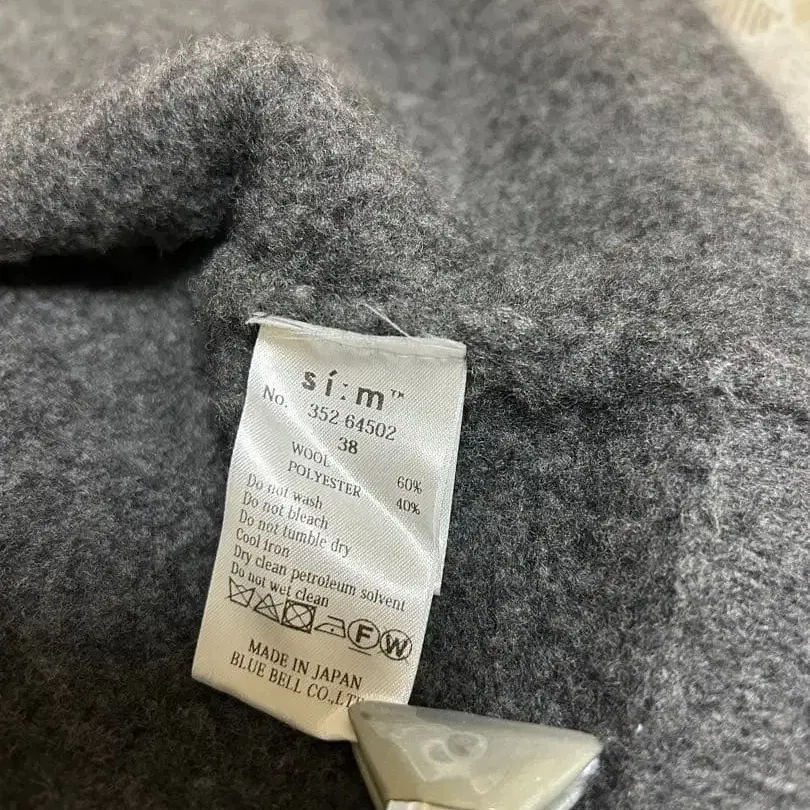 sí:m™
No. 352-64502
38
WOOL 60%
POLYESTER 40%
Do not wash
Do not bleach
Do not tumble dry
Cool iron
Dry clean petroleum solvent
Do not wet clean
F W
MADE IN JAPAN
BLUE BELL CO.,LT